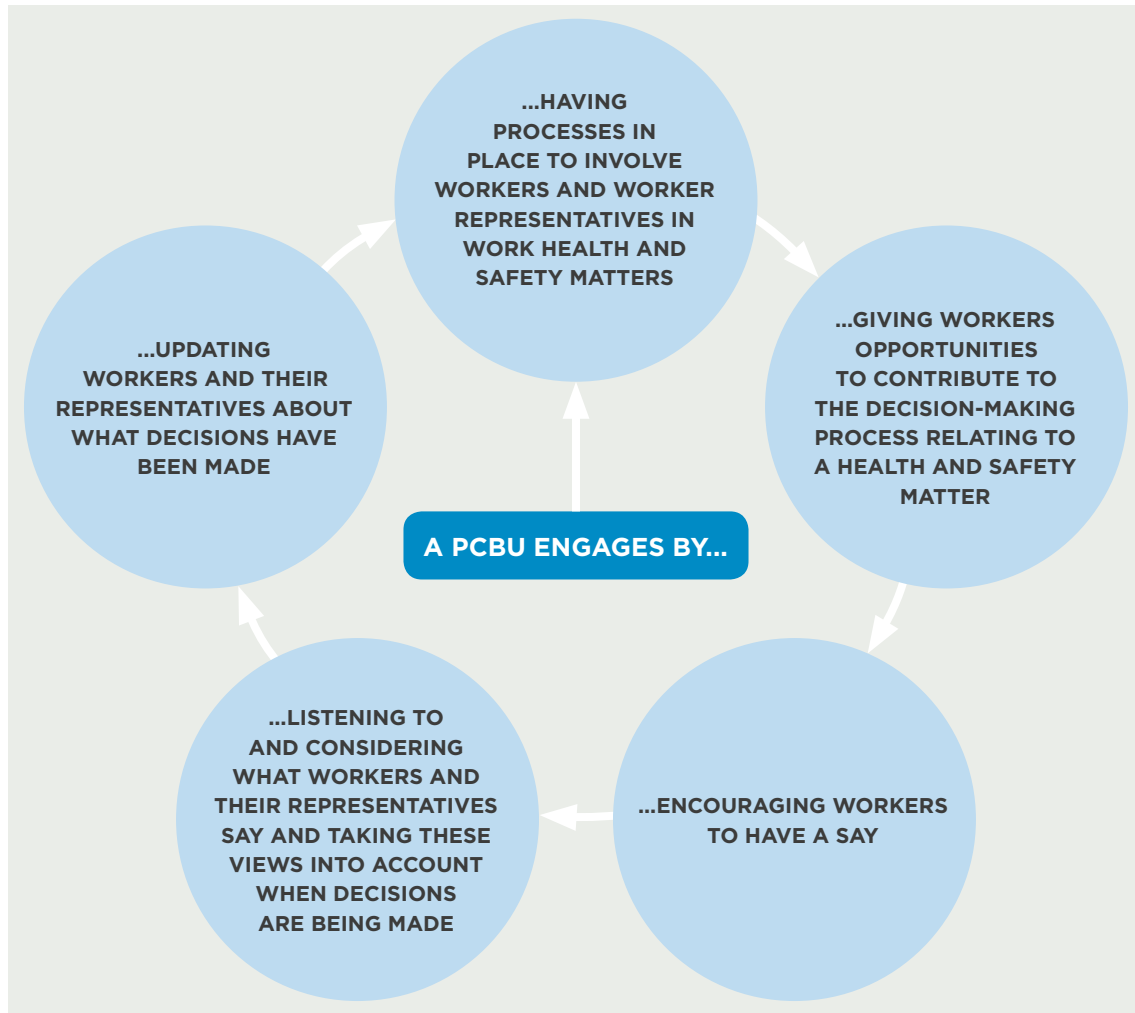 ...HAVING
PROCESSES IN
PLACE TO INVOLVE
WORKERS AND WORKER
REPRESENTATIVES IN
WORK HEALTH AND
SAFETY MATTERS
...GIVING WORKERS
OPPORTUNITIES
TO CONTRIBUTE TO
THE DECISION-MAKING
PROCESS RELATING TO
A HEALTH AND SAFETY
MATTER
...ENCOURAGING WORKERS
TO HAVE A SAY
...LISTENING TO
AND CONSIDERING
WHAT WORKERS AND
THEIR REPRESENTATIVES
SAY AND TAKING THESE
VIEWS INTO ACCOUNT
WHEN DECISIONS
ARE BEING MADE
...UPDATING
WORKERS AND THEIR
REPRESENTATIVES ABOUT
WHAT DECISIONS HAVE
BEEN MADE
A PCBU ENGAGES BY...